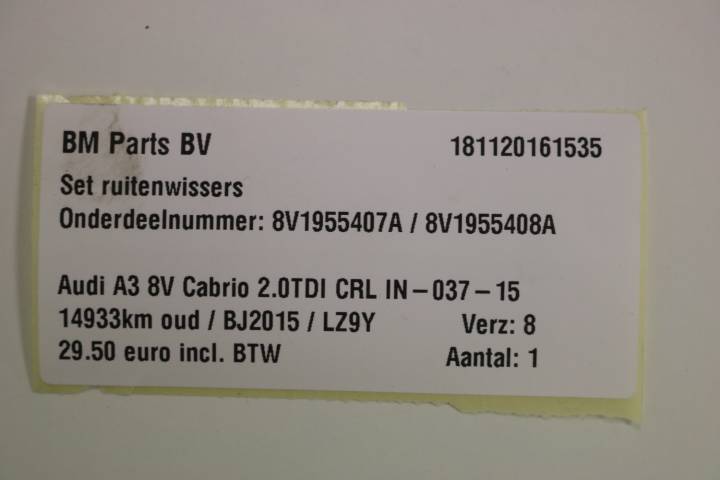 BM Parts BV 181120161535
Set ruitenwissers
Onderdeelnummer: 8V1955407A / 8V1955408A
Audi A3 8V Cabrio 2.0TDI CRL IN-037-15
14933km oud / BJ2015 / LZ9Y Verz: 8
29.50 euro incl. BTW Aantal: 1